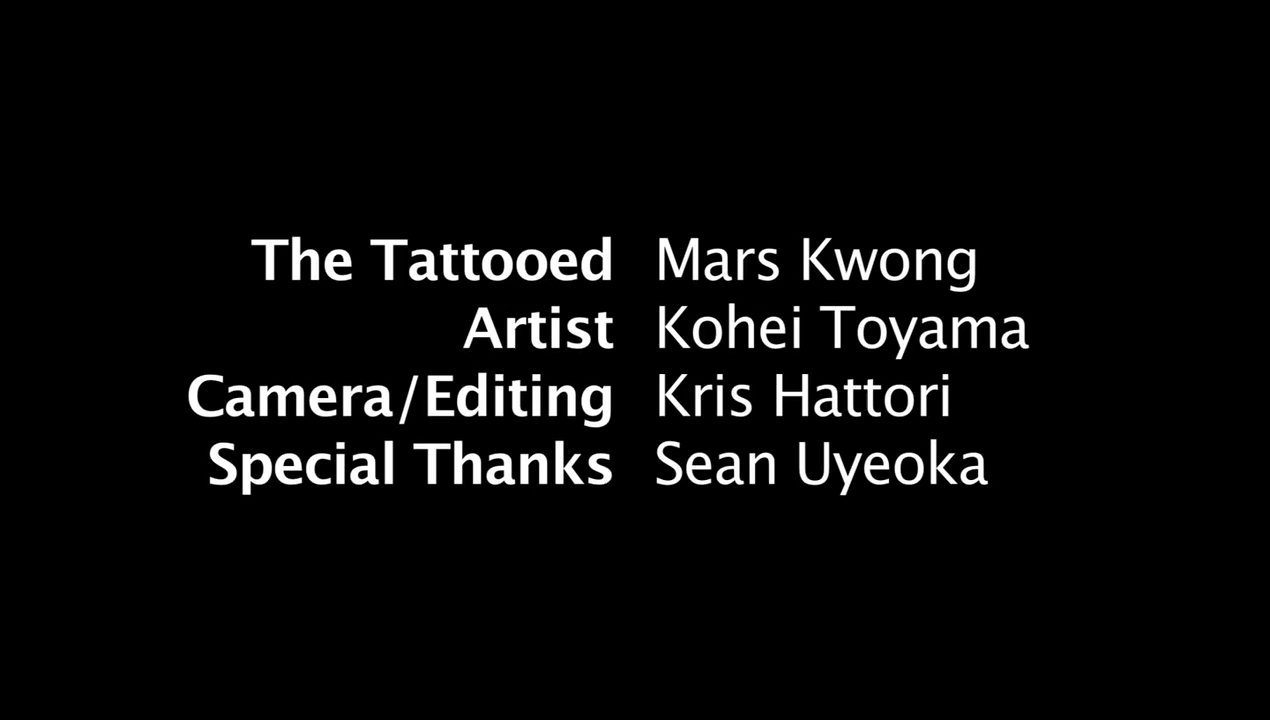 The Tattooed Mars Kwong
Artist Kohei Toyama
Camera/Editing Kris Hattori
Special Thanks Sean Uyeoka